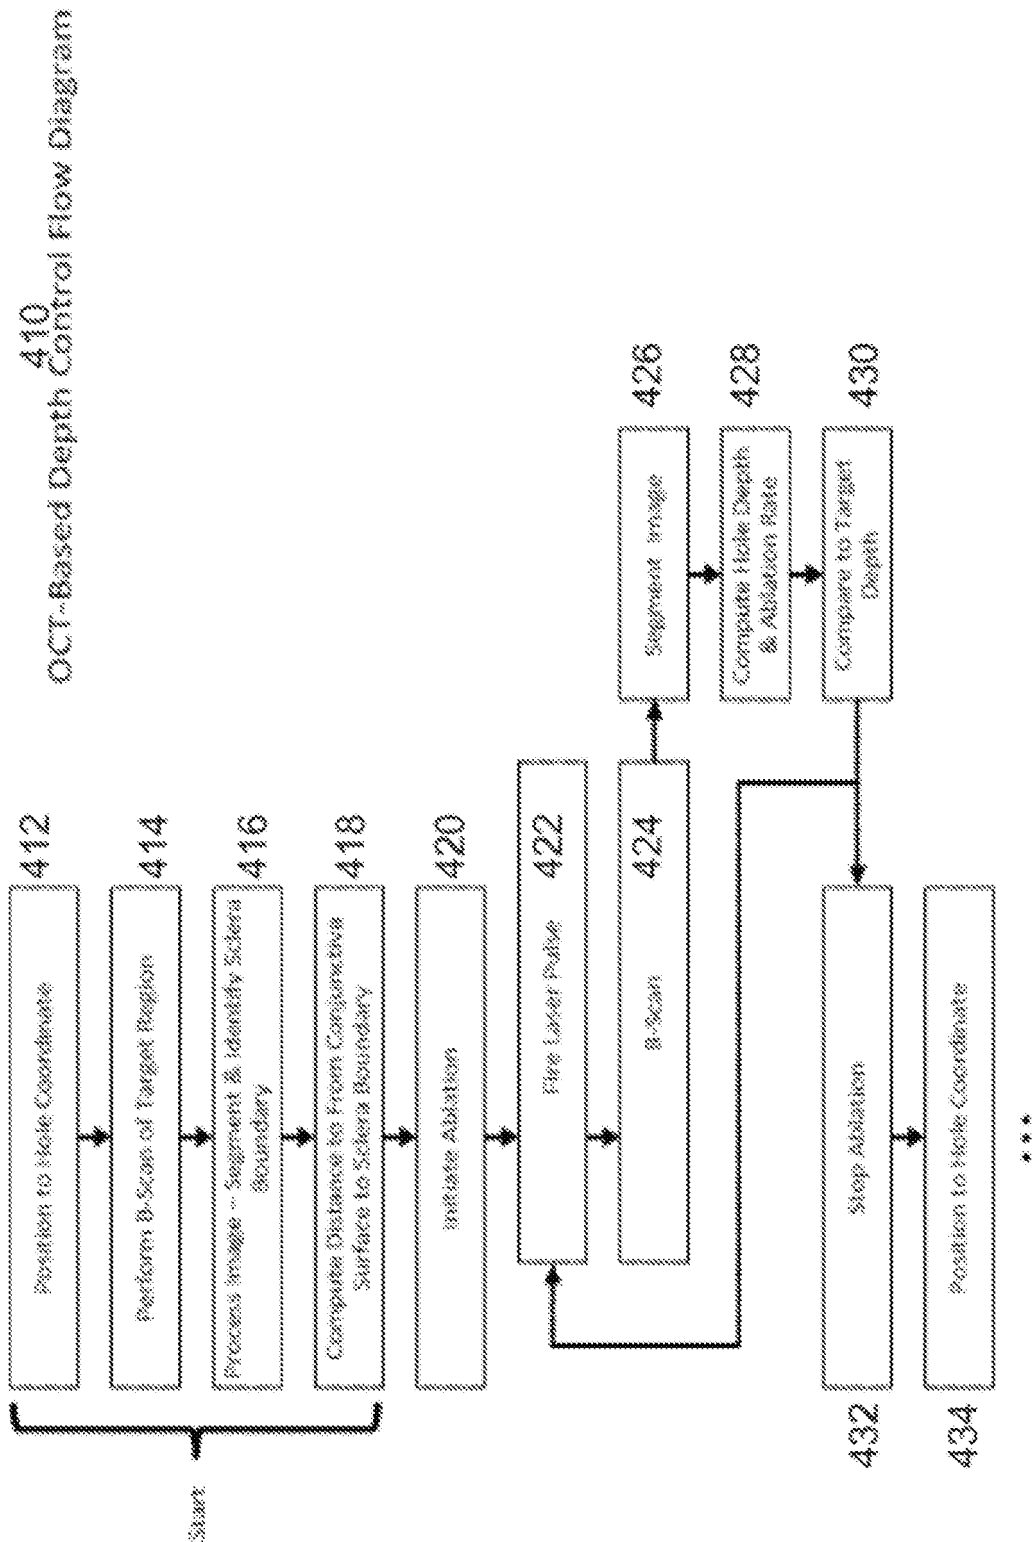 410
OCT-Based Depth Control Flow Diagram
Start
Position to Hole Coordinate
412
Perform B-Scan of Target Region
414
Process Image -- Segment & Identify Sclera
Boundary
416
Compute Distance to From Conjunctive
Surface to Sclera Boundary
418
Initiate Ablation
420
Fire Laser Pulse
422
B-Scan
424
Segment Image
426
Compute Hole Depth
& Ablation Rate
428
Compare to Target
Depth
430
Stop Ablation
432
Position to Hole Coordinate
434
...